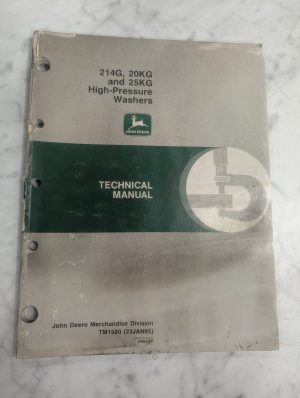 214G, 20KG
and 25KG
High-Pressure
Washers
JOHN DEERE
TECHNICAL
MANUAL
John Deere Merchandise Division
TM1580 (23JAN95)